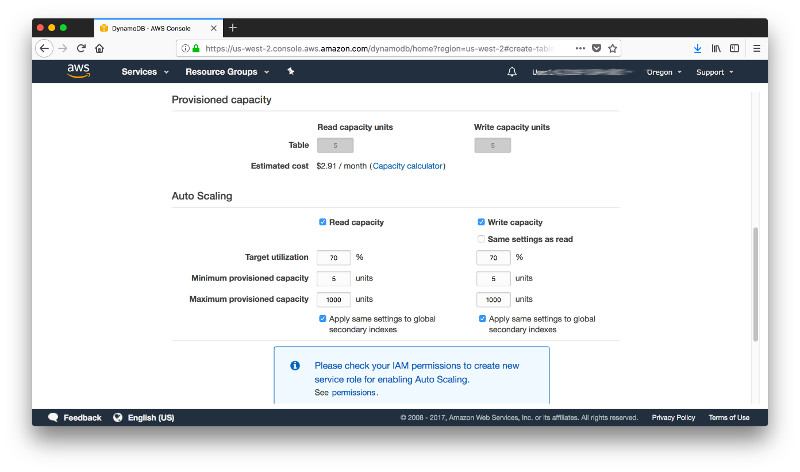 DynamoDB - AWS Console
https://us-west-2.console.aws.amazon.com/dynamodb/home?region=us-west-2#create-table
aws Services Resource Groups Oregon Support
Provisioned capacity
Read capacity units Write capacity units
Table 5 5
Estimated cost $2.91 / month (Capacity calculator)
Auto Scaling
Read capacity Write capacity
Same settings as read
Target utilization 70 % 70 %
Minimum provisioned capacity 5 units 5 units
Maximum provisioned capacity 1000 units 1000 units
Apply same settings to global Apply same settings to global
secondary indexes secondary indexes
Please check your IAM permissions to create new
service role for enabling Auto Scaling.
See permissions.
Feedback English (US) © 2008 - 2017, Amazon Web Services, Inc. or its affiliates. All rights reserved. Privacy Policy Terms of Use